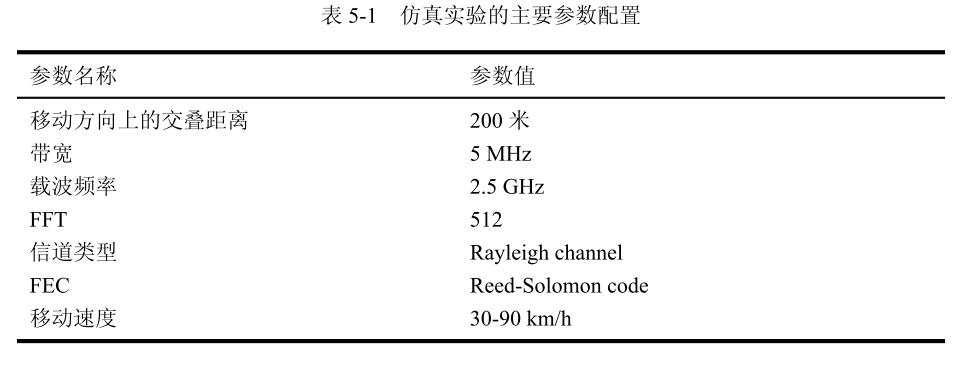 表 5-1 仿真实验的主要参数配置
参数名称 参数值
移动方向上的交叠距离 200 米
带宽 5 MHz
载波频率 2.5 GHz
FFT 512
信道类型 Rayleigh channel
FEC Reed-Solomon code
移动速度 30-90 km/h